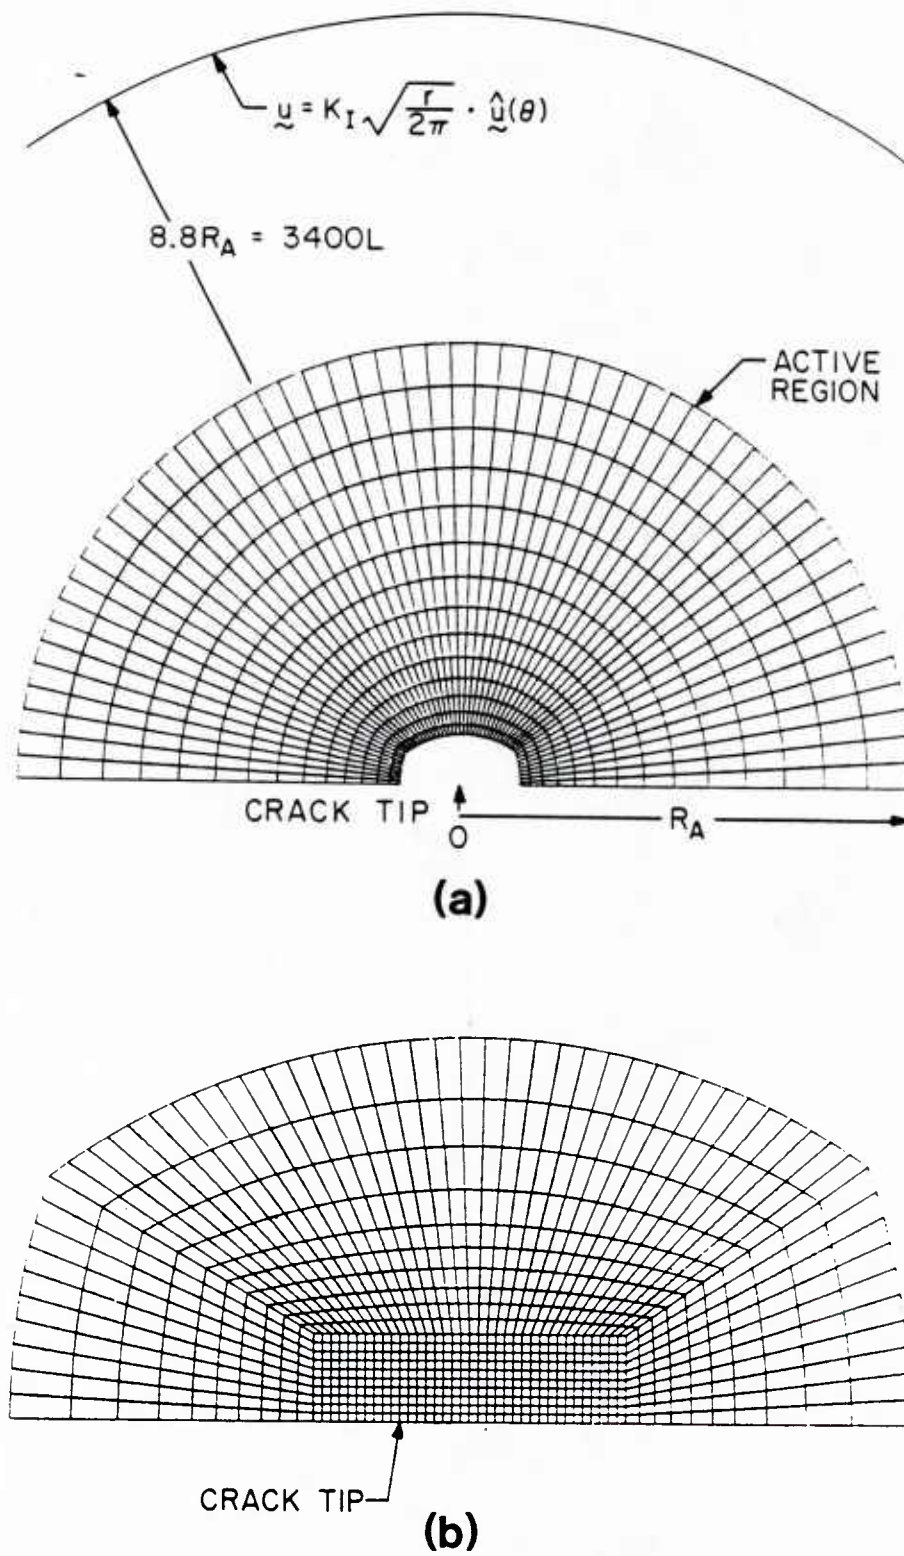 u = K_I √(r/2π) · û(θ)
8.8R_A = 3400L
ACTIVE
REGION
CRACK TIP
O
R_A
(a)
CRACK TIP
(b)